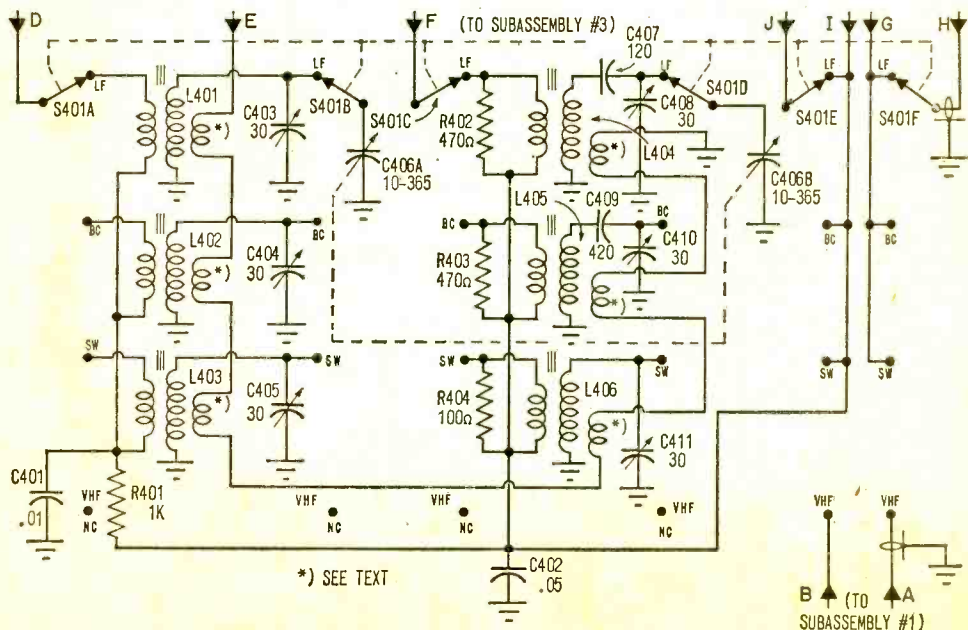 D
E
F
(TO SUBASSEMBLY #3)
J
I
G
H
LF
S401A
L401
*)
C403
30
LF
S401B
C406A
10-365
LF
S401C
R402
470Ω
C407
120
LF
S401D
C408
30
*)
L404
C406B
10-365
LF
S401E
LF
S401F
BC
L402
*)
C404
30
BC
BC
R403
470Ω
L405
C409
420
BC
C410
30
*)
BC
BC
SW
L403
*)
C405
30
SW
SW
R404
100Ω
L406
*)
SW
C411
30
SW
SW
C401
.01
VHF
NC
R401
1K
VHF
NC
VHF
NC
VHF
NC
*) SEE TEXT
C402
.05
VHF
VHF
B
(TO
A
SUBASSEMBLY #1)